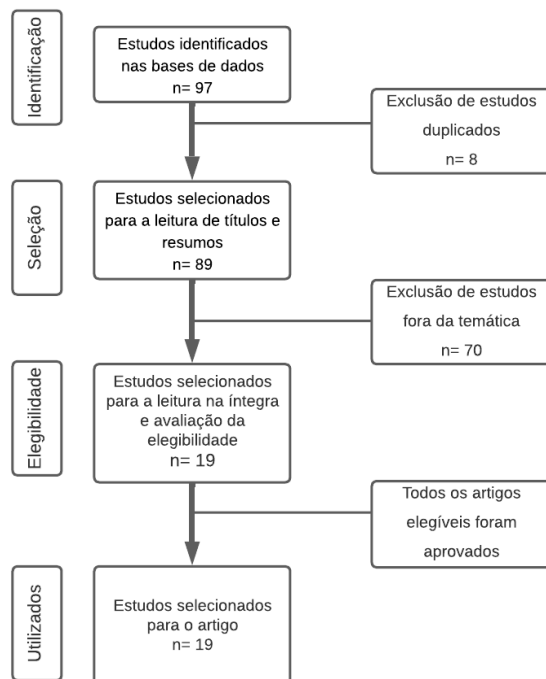 Identificação
Estudos identificados
nas bases de dados
n= 97
Exclusão de estudos
duplicados
n= 8
Seleção
Estudos selecionados
para a leitura de títulos e
resumos
n= 89
Exclusão de estudos
fora da temática
n= 70
Elegibilidade
Estudos selecionados
para a leitura na íntegra
e avaliação da
elegibilidade
n= 19
Todos os artigos
elegíveis foram
aprovados
Utilizados
Estudos selecionados
para o artigo
n= 19